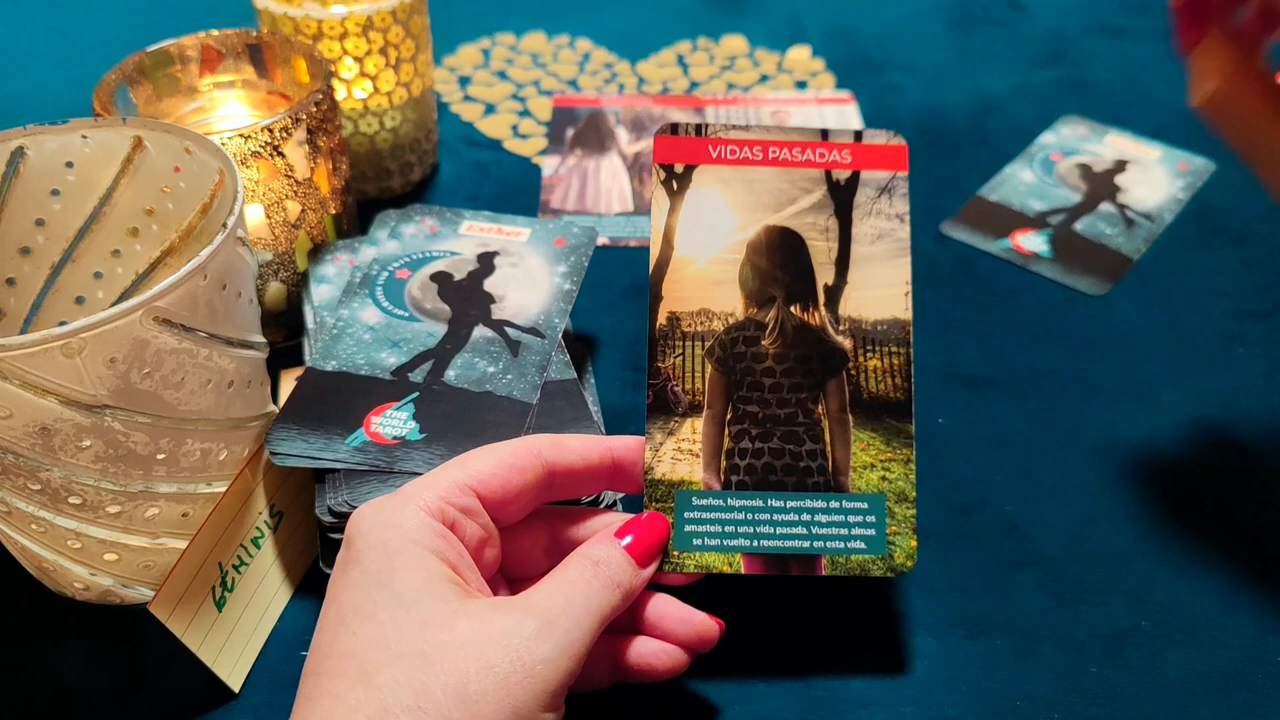 VIDAS PASADAS
Sueños, hipnosis. Has percibido de forma
extrasensorial o con ayuda de alguien que os
amasteis en una vida pasada. Vuestras almas
se han vuelto a reencontrar en esta vida.
Esther
THE
WORLD
TAROT